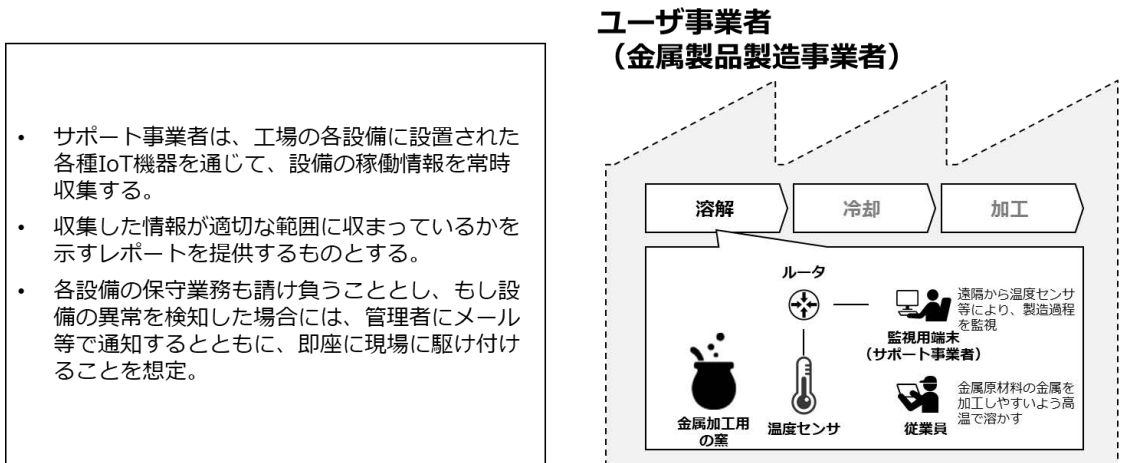 • サポート事業者は、工場の各設備に設置された
各種IoT機器を通じて、設備の稼働情報を常時
収集する。
• 収集した情報が適切な範囲に収まっているかを
示すレポートを提供するものとする。
• 各設備の保守業務も請け負うこととし、もし設
備の異常を検知した場合には、管理者にメール
等で通知するとともに、即座に現場に駆け付け
ることを想定。
ユーザ事業者
（金属製品製造事業者）
溶解
冷却
加工
ルータ
遠隔から温度センサ
等により、製造過程
を監視
監視用端末
（サポート事業者）
金属加工用
の窯
温度センサ
従業員
金属原材料の金属を
加工しやすいよう高
温で溶かす